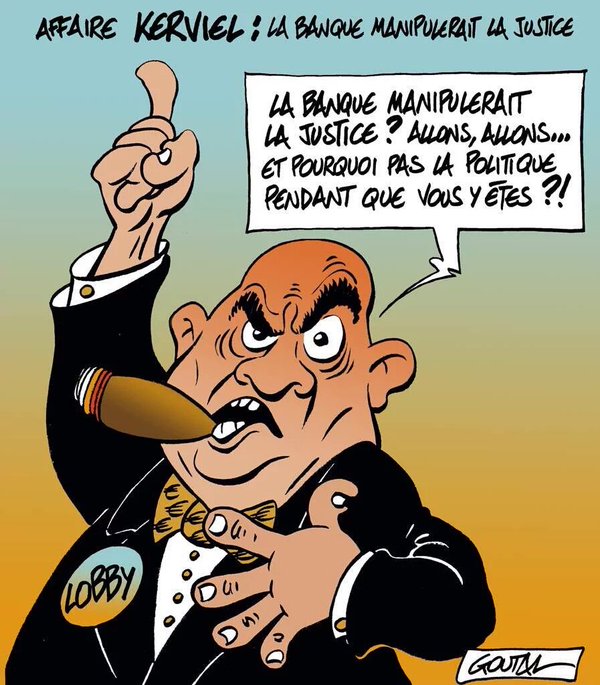 AFFAIRE KERVIEL : LA BANQUE MANIPULERAIT LA JUSTICE
LA BANQUE MANIPULERAIT
LA JUSTICE ? ALLONS, ALLONS...
ET POURQUOI PAS LA POLITIQUE
PENDANT QUE VOUS Y ÊTES ?!
€
€
LOBBY
GOUTAL